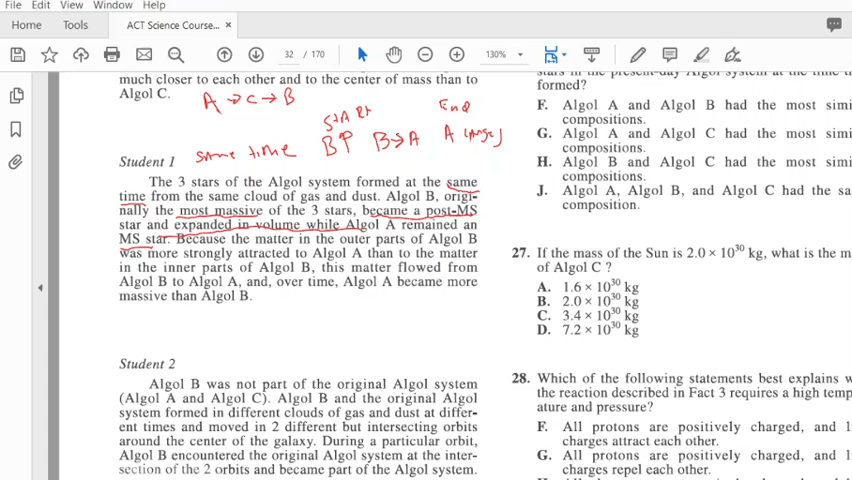 File Edit View Window Help
Home Tools ACT Science Course... ×
32 / 170 130%
much closer to each other and to the center of mass than to
Algol C.
A → C → B
same time
START
B↑ B→A
End
A
Student 1
The 3 stars of the Algol system formed at the same
time from the same cloud of gas and dust. Algol B, origi-
nally the most massive of the 3 stars, became a post-MS
star and expanded in volume while Algol A remained an
MS star. Because the matter in the outer parts of Algol B
was more strongly attracted to Algol A than to the matter
in the inner parts of Algol B, this matter flowed from
Algol B to Algol A, and, over time, Algol A became more
massive than Algol B.
Student 2
Algol B was not part of the original Algol system
(Algol A and Algol C). Algol B and the original Algol
system formed in different clouds of gas and dust at differ-
ent times and moved in 2 different but intersecting orbits
around the center of the galaxy. During a particular orbit,
Algol B encountered the original Algol system at the inter-
section of the 2 orbits and became part of the Algol system.
stars in the present-day Algol system at the time t
formed?
F. Algol A and Algol B had the most simi
compositions.
G. Algol A and Algol C had the most simi
compositions.
H. Algol B and Algol C had the most simi
compositions.
J. Algol A, Algol B, and Algol C had the sa
composition.
27. If the mass of the Sun is 2.0 × 10³⁰ kg, what is the m
of Algol C ?
A. 1.6 × 10³⁰ kg
B. 2.0 × 10³⁰ kg
C. 3.4 × 10³⁰ kg
D. 7.2 × 10³⁰ kg
28. Which of the following statements best explains w
the reaction described in Fact 3 requires a high temp
ature and pressure?
F. All protons are positively charged, and l
charges attract each other.
G. All protons are positively charged, and l
charges repel each other.